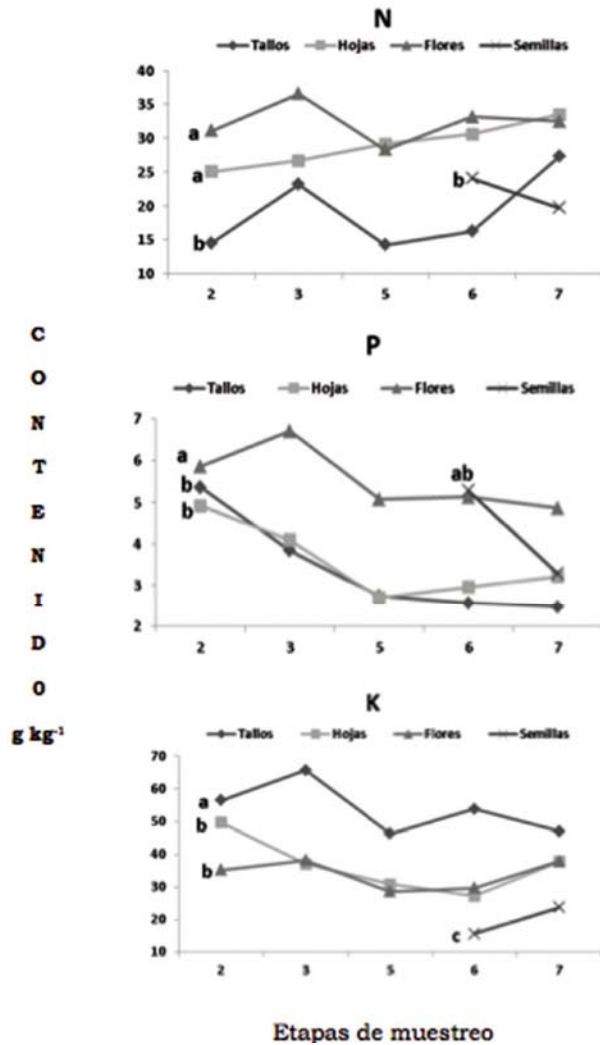 N
Tallos Hojas Flores Semillas
40
35
30
25
20
15
10
a
a
b
b
2 3 5 6 7
P
Tallos Hojas Flores Semillas
7
6
5
4
3
2
a
b
b
ab
2 3 5 6 7
K
Tallos Hojas Flores Semillas
70
60
50
40
30
20
10
a
b
b
c
2 3 5 6 7
C
O
N
T
E
N
I
D
O
g kg⁻¹
Etapas de muestreo